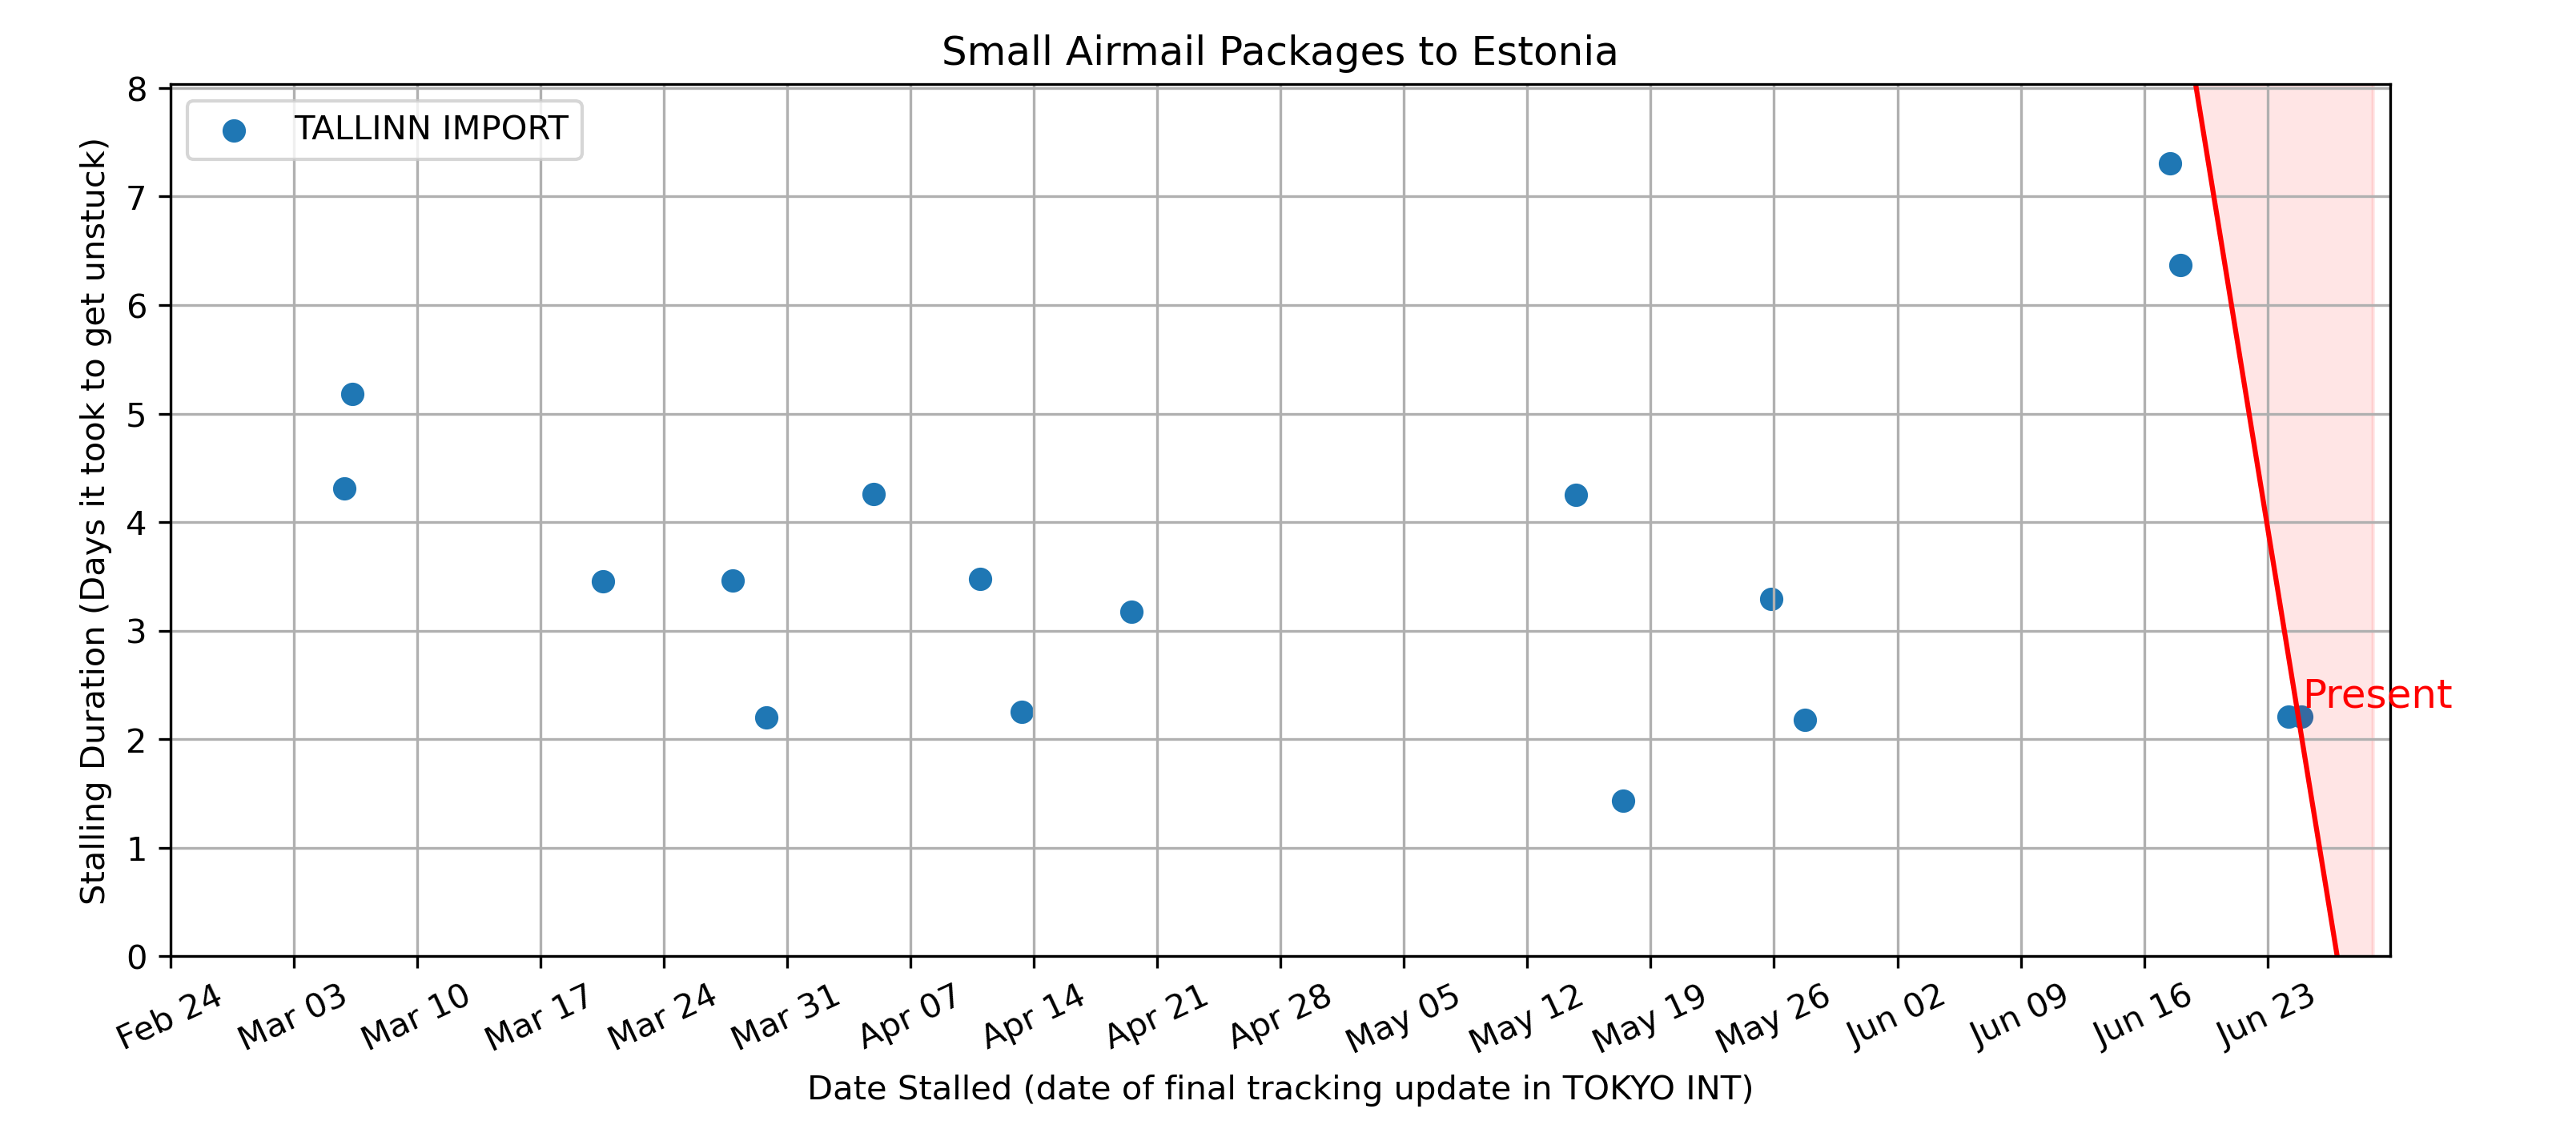 Small Airmail Packages to Estonia
TALLINN IMPORT
Stalling Duration (Days it took to get unstuck)
8
7
6
5
4
3
2
1
0
Present
Feb 24
Mar 03
Mar 10
Mar 17
Mar 24
Mar 31
Apr 07
Apr 14
Apr 21
Apr 28
May 05
May 12
May 19
May 26
Jun 02
Jun 09
Jun 16
Jun 23
Date Stalled (date of final tracking update in TOKYO INT)